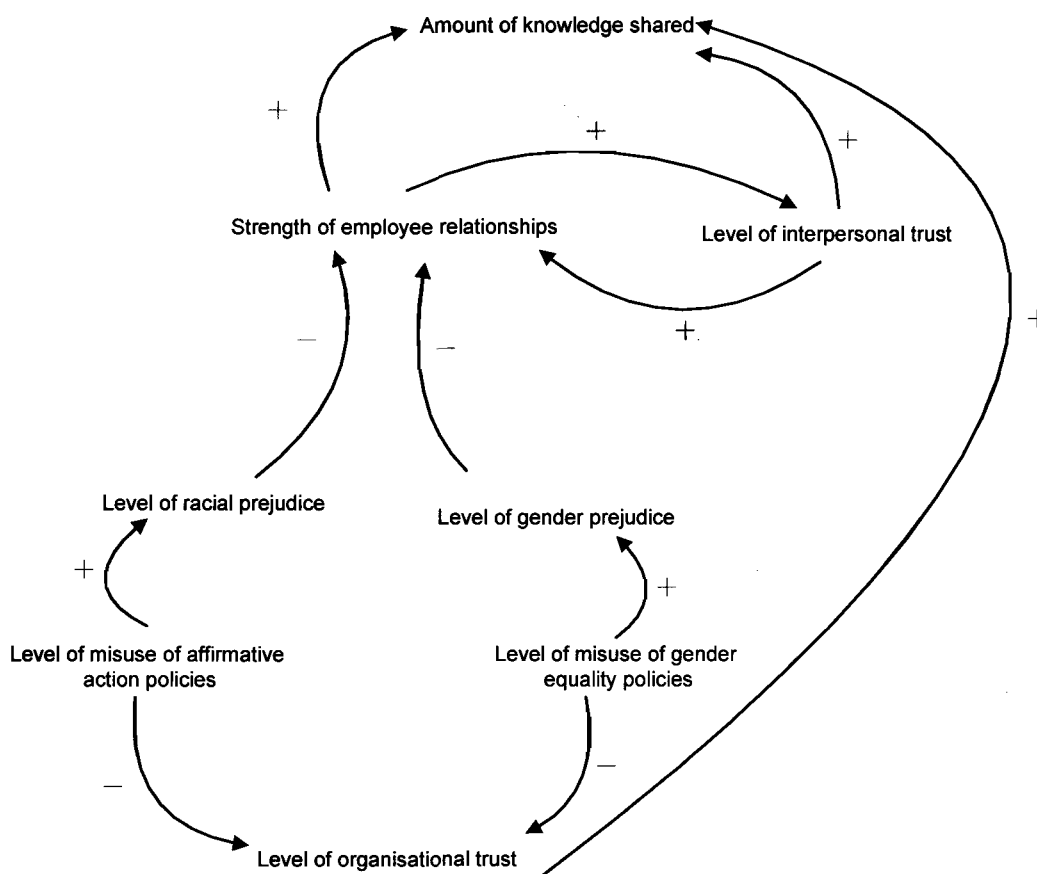 Amount of knowledge shared
+
+
+
Strength of employee relationships
Level of interpersonal trust
+
+
−
−
Level of racial prejudice
Level of gender prejudice
+
+
Level of misuse of affirmative
action policies
Level of misuse of gender
equality policies
−
−
Level of organisational trust